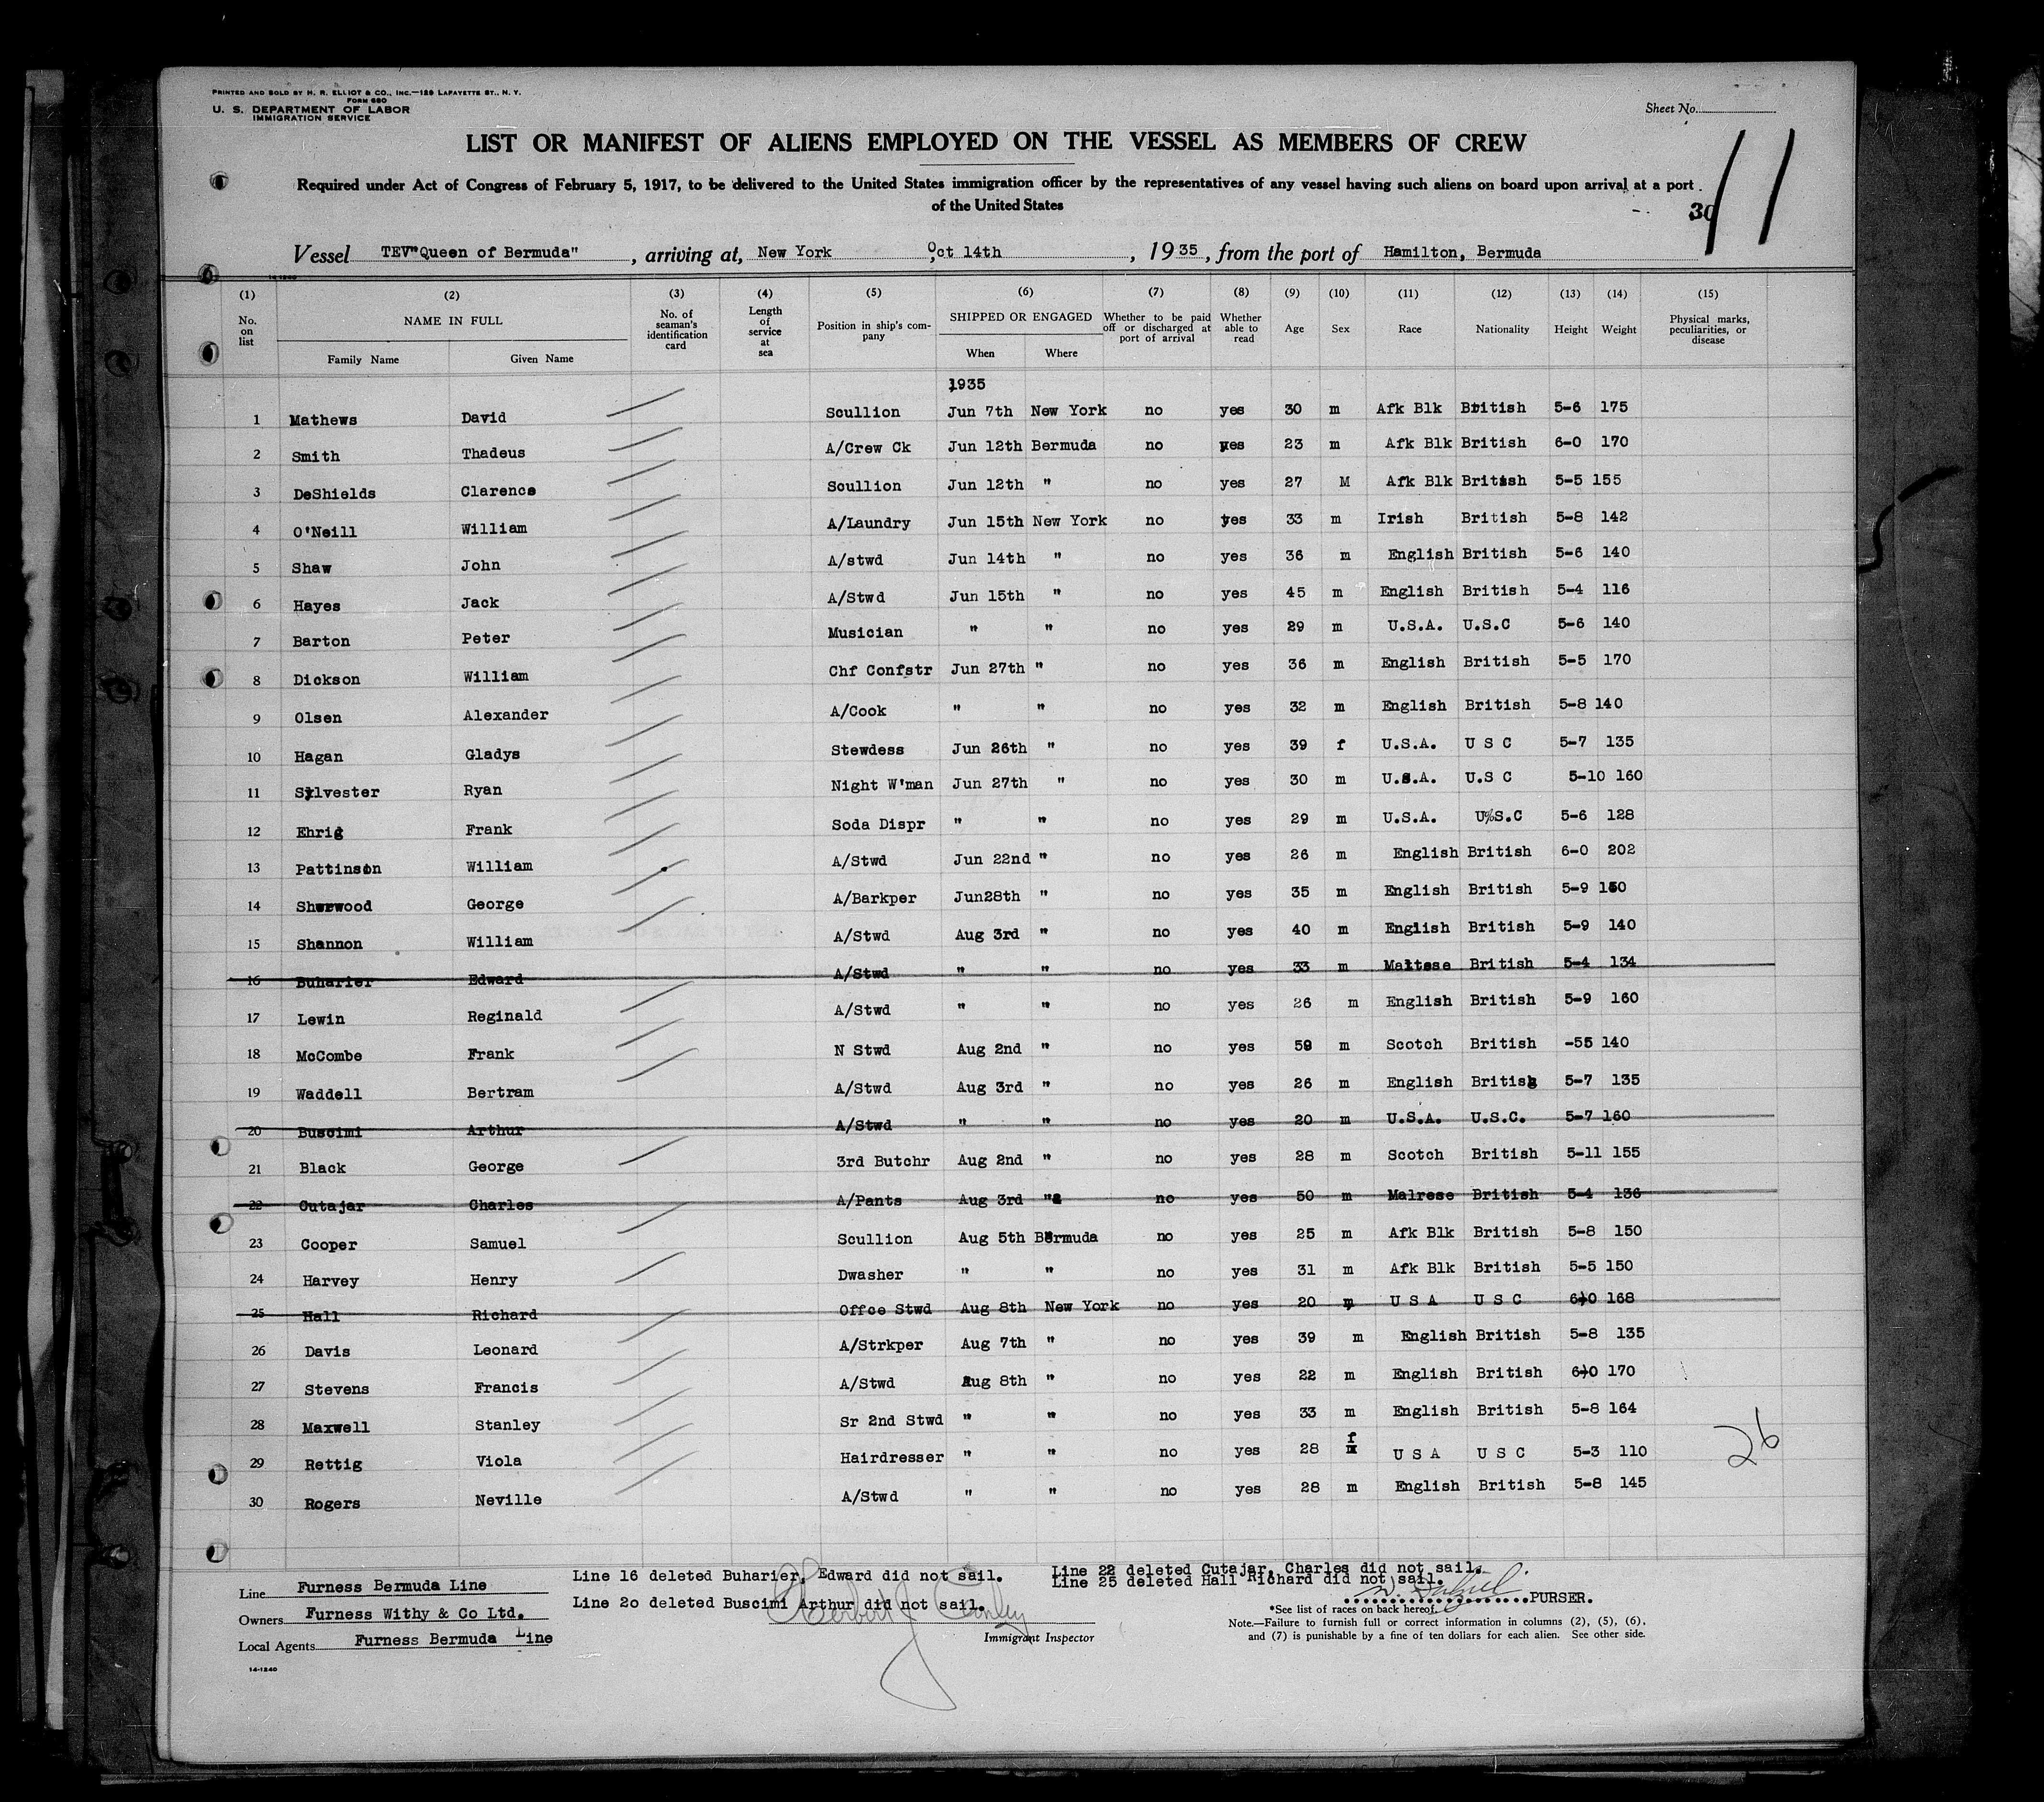 PRINTED AND SOLD BY H. R. ELLIOT & CO., INC.—129 LAFAYETTE ST., N. Y.
FORM 680
U. S. DEPARTMENT OF LABOR
IMMIGRATION SERVICE
Sheet No.
LIST OR MANIFEST OF ALIENS EMPLOYED ON THE VESSEL AS MEMBERS OF CREW
11
Required under Act of Congress of February 5, 1917, to be delivered to the United States immigration officer by the representatives of any vessel having such aliens on board upon arrival at a port
of the United States
30
Vessel TEV"Queen of Bermuda", arriving at, New York Oct 14th, 1935, from the port of Hamilton, Bermuda
14-1240
(1) (2) (3) (4) (5) (6) (7) (8) (9) (10) (11) (12) (13) (14) (15)
No. on list NAME IN FULL Family Name Given Name No. of seaman's identification card Length of service at sea Position in ship's company SHIPPED OR ENGAGED When Where Whether to be paid off or discharged at port of arrival Whether able to read Age Sex Race Nationality Height Weight Physical marks, peculiarities, or disease
1935
1 Mathews David Scullion Jun 7th New York no yes 30 m Afk Blk British 5-6 175
2 Smith Thadeus A/Crew Ck Jun 12th Bermuda no yes 23 m Afk Blk British 6-0 170
3 DeShields Clarence Scullion Jun 12th " no yes 27 M Afk Blk British 5-5 155
4 O'Neill William A/Laundry Jun 15th New York no yes 33 m Irish British 5-8 142
5 Shaw John A/stwd Jun 14th " no yes 36 m English British 5-6 140
6 Hayes Jack A/Stwd Jun 15th " no yes 45 m English British 5-4 116
7 Barton Peter Musician " " no yes 29 m U.S.A. U.S.C 5-6 140
8 Dickson William Chf Confstr Jun 27th " no yes 36 m English British 5-5 170
9 Olsen Alexander A/Cook " " no yes 32 m English British 5-8 140
10 Hagan Gladys Stewdess Jun 26th " no yes 39 f U.S.A. U S C 5-7 135
11 Sylvester Ryan Night W'man Jun 27th " no yes 30 m U.S.A. U.S C 5-10 160
12 Ehrig Frank Soda Dispr " " no yes 29 m U.S.A. U%S.C 5-6 128
13 Pattinson William A/Stwd Jun 22nd " no yes 26 m English British 6-0 202
14 Sherwood George A/Barkper Jun28th " no yes 35 m English British 5-9 150
15 Shannon William A/Stwd Aug 3rd " no yes 40 m English British 5-9 140
16 Buharier Edward A/Stwd " " no yes 33 m Maltese British 5-4 134
17 Lewin Reginald A/Stwd " " no yes 26 m English British 5-9 160
18 McCombe Frank N Stwd Aug 2nd " no yes 59 m Scotch British -55 140
19 Waddell Bertram A/Stwd Aug 3rd " no yes 26 m English British 5-7 135
20 Buscimi Arthur A/Stwd " " no yes 20 m U.S.A. U.S.C. 5-7 160
21 Black George 3rd Butchr Aug 2nd " no yes 28 m Scotch British 5-11 155
22 Cutajar Charles A/Pants Aug 3rd " no yes 50 m Malrese British 5-4 136
23 Cooper Samuel Scullion Aug 5th Bermuda no yes 25 m Afk Blk British 5-8 150
24 Harvey Henry Dwasher " " no yes 31 m Afk Blk British 5-5 150
25 Hall Richard Offce Stwd Aug 8th New York no yes 20 m U S A U S C 6-0 168
26 Davis Leonard A/Strkper Aug 7th " no yes 39 m English British 5-8 135
27 Stevens Francis A/Stwd Aug 8th " no yes 22 m English British 6-0 170
28 Maxwell Stanley Sr 2nd Stwd " " no yes 33 m English British 5-8 164
29 Rettig Viola Hairdresser " " no yes 28 f U S A U S C 5-3 110
30 Rogers Neville A/Stwd " " no yes 28 m English British 5-8 145
26
Line Furness Bermuda Line
Owners Furness Withy & Co Ltd.
Local Agents Furness Bermuda Line
14-1240
Line 16 deleted Buharier, Edward did not sail.
Line 20 deleted Buscimi Arthur did not sail.
Line 22 deleted Cutajar, Charles did not sail.
Line 25 deleted Hall Richard did not sail.
Herbert J Conley
Immigrant Inspector
PURSER.
*See list of races on back hereof.
Note.—Failure to furnish full or correct information in columns (2), (5), (6),
and (7) is punishable by a fine of ten dollars for each alien. See other side.